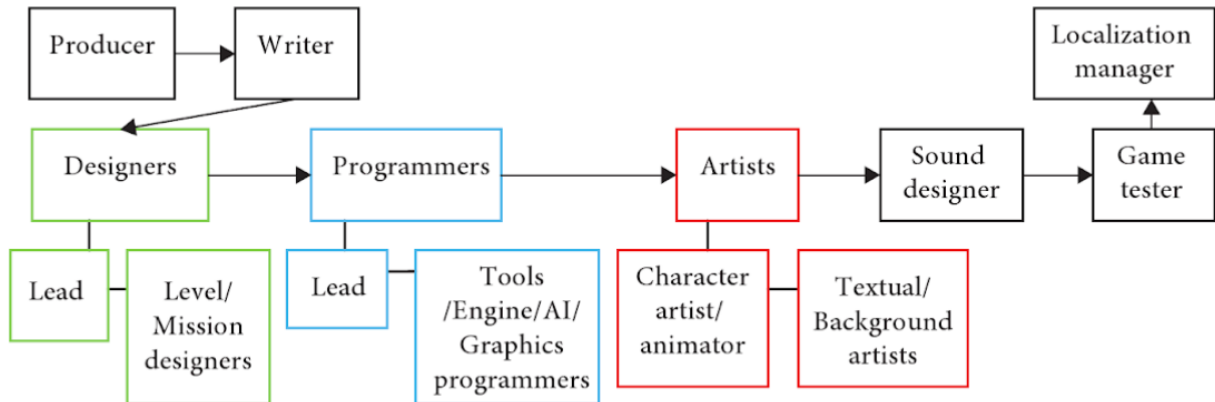 Producer
Writer
Localization
manager
Designers
Programmers
Artists
Sound
designer
Game
tester
Lead
Level/
Mission
designers
Lead
Tools
/Engine/AI/
Graphics
programmers
Character
artist/
animator
Textual/
Background
artists